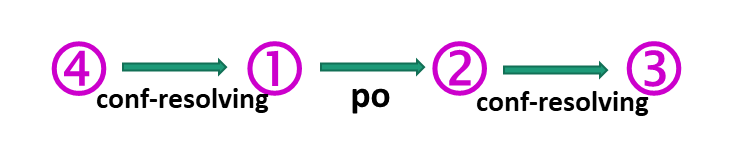 ④ ① ② ③
conf-resolving po conf-resolving